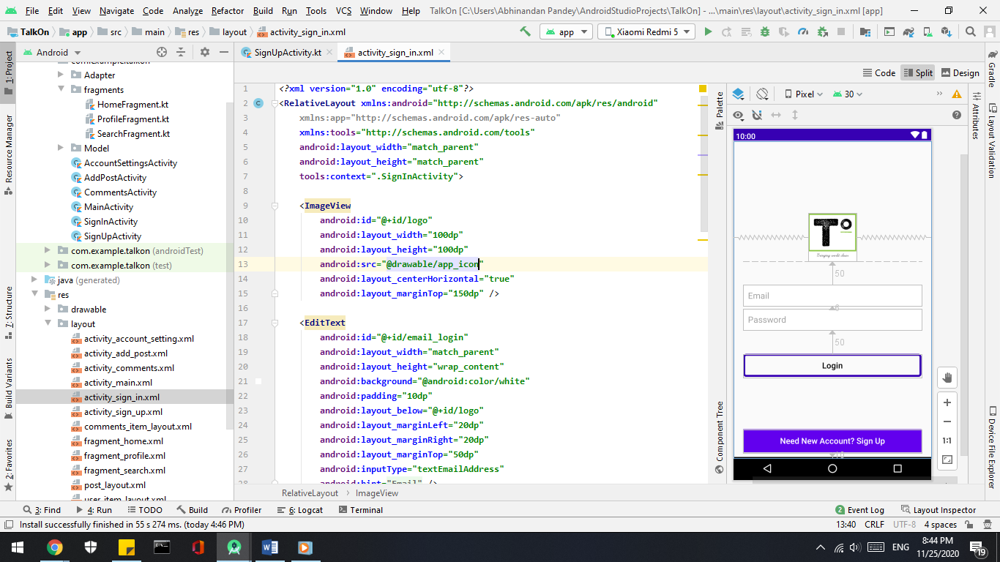 File Edit View Navigate Code Analyze Refactor Build Run Tools VCS Window Help TalkOn [C:\Users\Abhinandan Pandey\AndroidStudioProjects\TalkOn] - ...\main\res\layout\activity_sign_in.xml [app]
TalkOn app src main res layout activity_sign_in.xml app Xiaomi Redmi 5
Android
SignUpActivity.kt activity_sign_in.xml
Code Split Design
1: Project
Resource Manager
7: Structure
Build Variants
2: Favorites
com.example.talkon
Adapter
fragments
HomeFragment.kt
ProfileFragment.kt
SearchFragment.kt
Model
AccountSettingsActivity
AddPostActivity
CommentsActivity
MainActivity
SignInActivity
SignUpActivity
com.example.talkon (androidTest)
com.example.talkon (test)
java (generated)
res
drawable
layout
activity_account_setting.xml
activity_add_post.xml
activity_comments.xml
activity_main.xml
activity_sign_in.xml
activity_sign_up.xml
comments_item_layout.xml
fragment_home.xml
fragment_profile.xml
fragment_search.xml
post_layout.xml
user_item_layout.xml
1 <?xml version="1.0" encoding="utf-8"?>
2 <RelativeLayout xmlns:android="http://schemas.android.com/apk/res/android"
3 xmlns:app="http://schemas.android.com/apk/res-auto"
4 xmlns:tools="http://schemas.android.com/tools"
5 android:layout_width="match_parent"
6 android:layout_height="match_parent"
7 tools:context=".SignInActivity">
8
9 <ImageView
10 android:id="@+id/logo"
11 android:layout_width="100dp"
12 android:layout_height="100dp"
13 android:src="@drawable/app_icon"
14 android:layout_centerHorizontal="true"
15 android:layout_marginTop="150dp" />
16
17 <EditText
18 android:id="@+id/email_login"
19 android:layout_width="match_parent"
20 android:layout_height="wrap_content"
21 android:background="@android:color/white"
22 android:padding="10dp"
23 android:layout_below="@+id/logo"
24 android:layout_marginLeft="20dp"
25 android:layout_marginRight="20dp"
26 android:layout_marginTop="50dp"
27 android:inputType="textEmailAddress"
28 android:hint="Email" />
RelativeLayout ImageView
Palette
Component Tree
Pixel 30
10:00
TO
50
Email
6
Password
50
Login
Need New Account? Sign Up
10
1:1
Attributes
Gradle
Layout Validation
Device File Explorer
3: Find 4: Run TODO Build Profiler 6: Logcat Terminal 2 Event Log Layout Inspector
Install successfully finished in 55 s 274 ms. (today 4:46 PM) 13:40 CRLF UTF-8 4 spaces
ENG 8:44 PM
11/25/2020 19